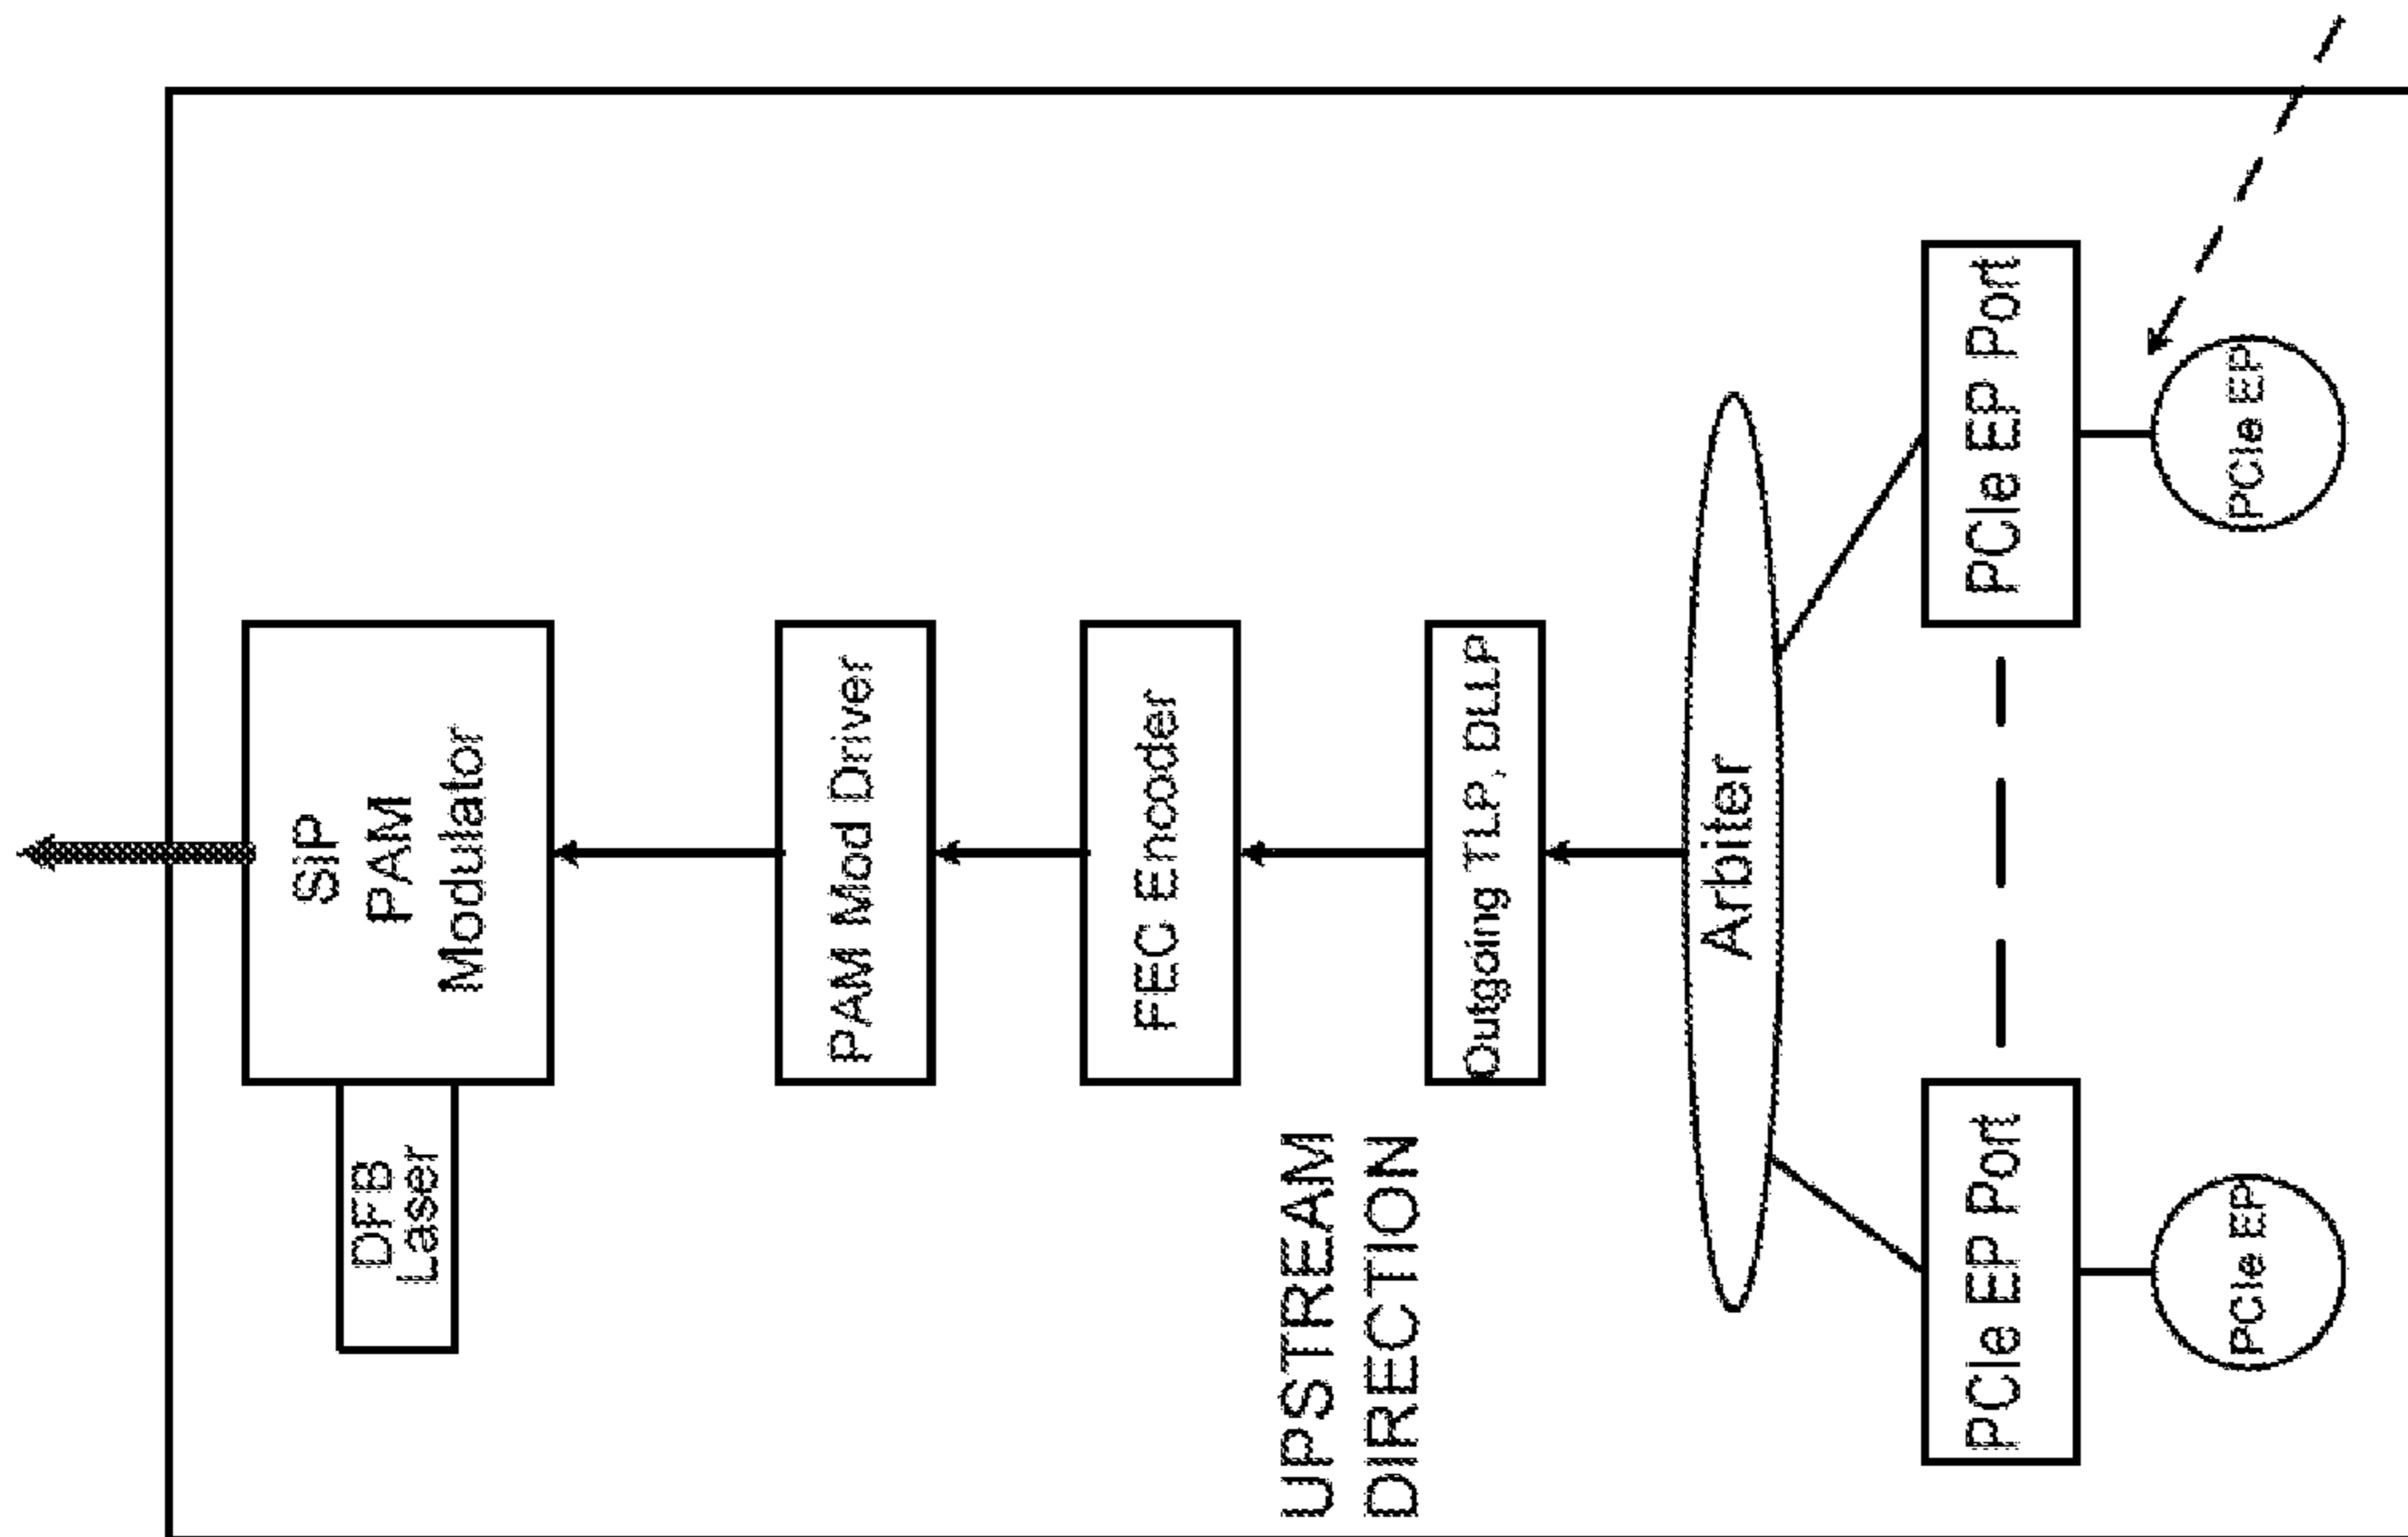 SiP
PAM
Modulator
DFB
Laser
PAM Mod Driver
FEC Encoder
Outgoing TLP, DLLP
UPSTREAM
DIRECTION
Arbiter
PCIe EP Port
PCIe EP Port
PCIe EP
PCIe EP